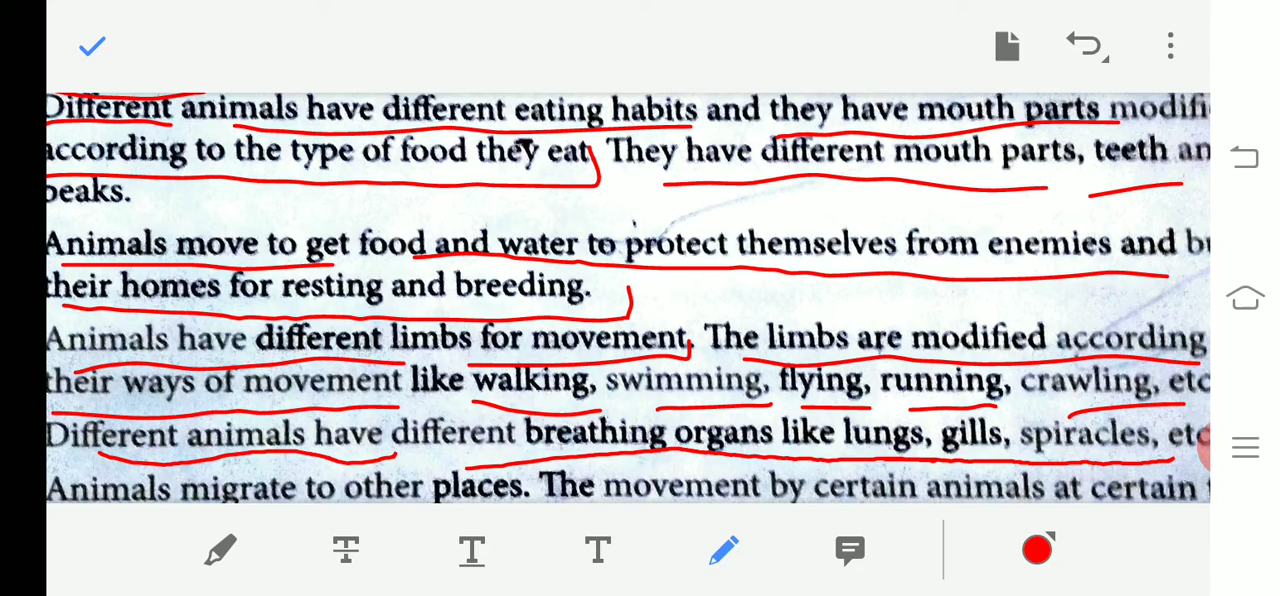 Different animals have different eating habits and they have mouth parts modifi
according to the type of food they eat. They have different mouth parts, teeth an
beaks.
Animals move to get food and water to protect themselves from enemies and bu
their homes for resting and breeding.
Animals have different limbs for movement. The limbs are modified according
their ways of movement like walking, swimming, flying, running, crawling, etc
Different animals have different breathing organs like lungs, gills, spiracles, etc
Animals migrate to other places. The movement by certain animals at certain t